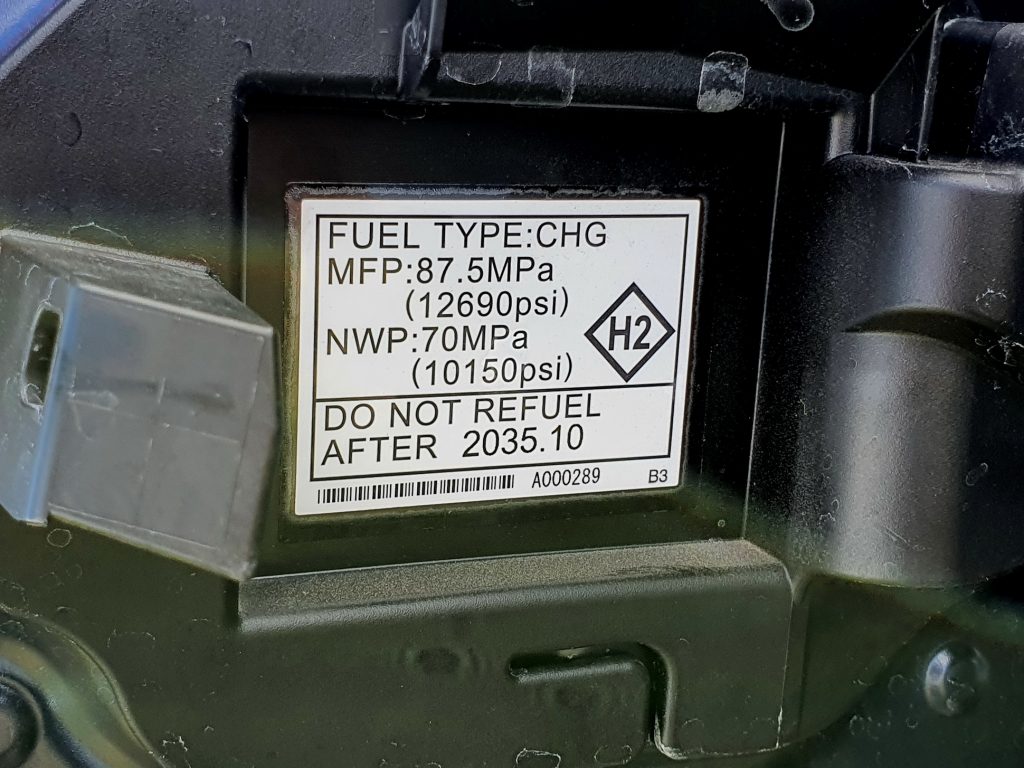 FUEL TYPE:CHG
MFP:87.5MPa
(12690psi)
NWP:70MPa
(10150psi)
H2
DO NOT REFUEL
AFTER 2035.10
A000289 B3